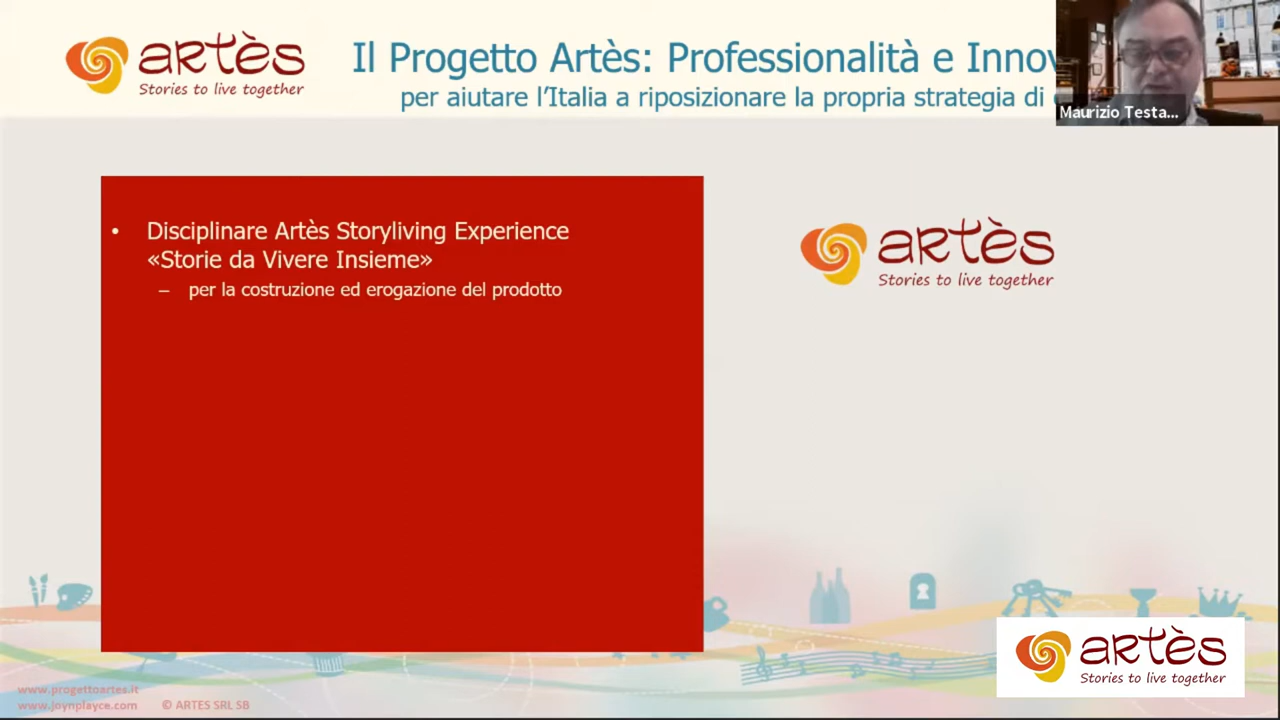 artès
Stories to live together
Il Progetto Artès: Professionalità e
per aiutare l’Italia a riposizionare la propria strategia di
Maurizio Testa...
• Disciplinare Artès Storyliving Experience
«Storie da Vivere Insieme»
– per la costruzione ed erogazione del prodotto
artès
Stories to live together
artès
Stories to live together
www.progettoartes.it
www.joynplayce.com © ARTES SRL SB